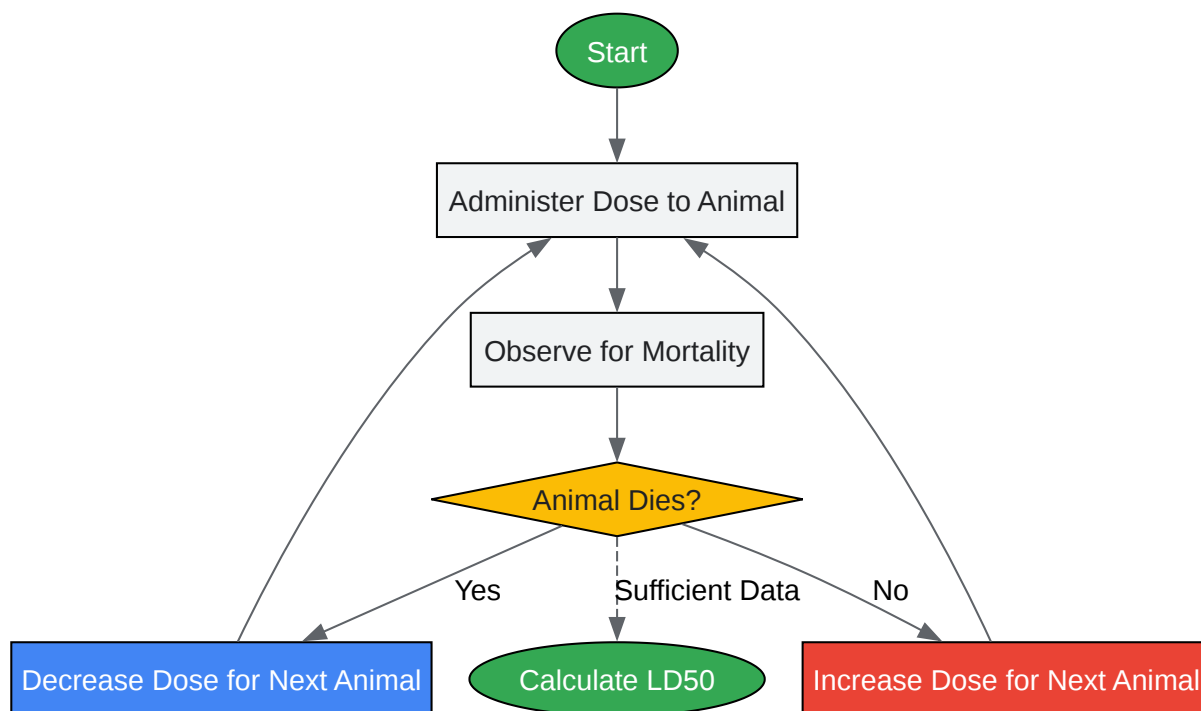 Start
Administer Dose to Animal
Observe for Mortality
Animal Dies?
Yes
Sufficient Data
No
Decrease Dose for Next Animal
Calculate LD50
Increase Dose for Next Animal